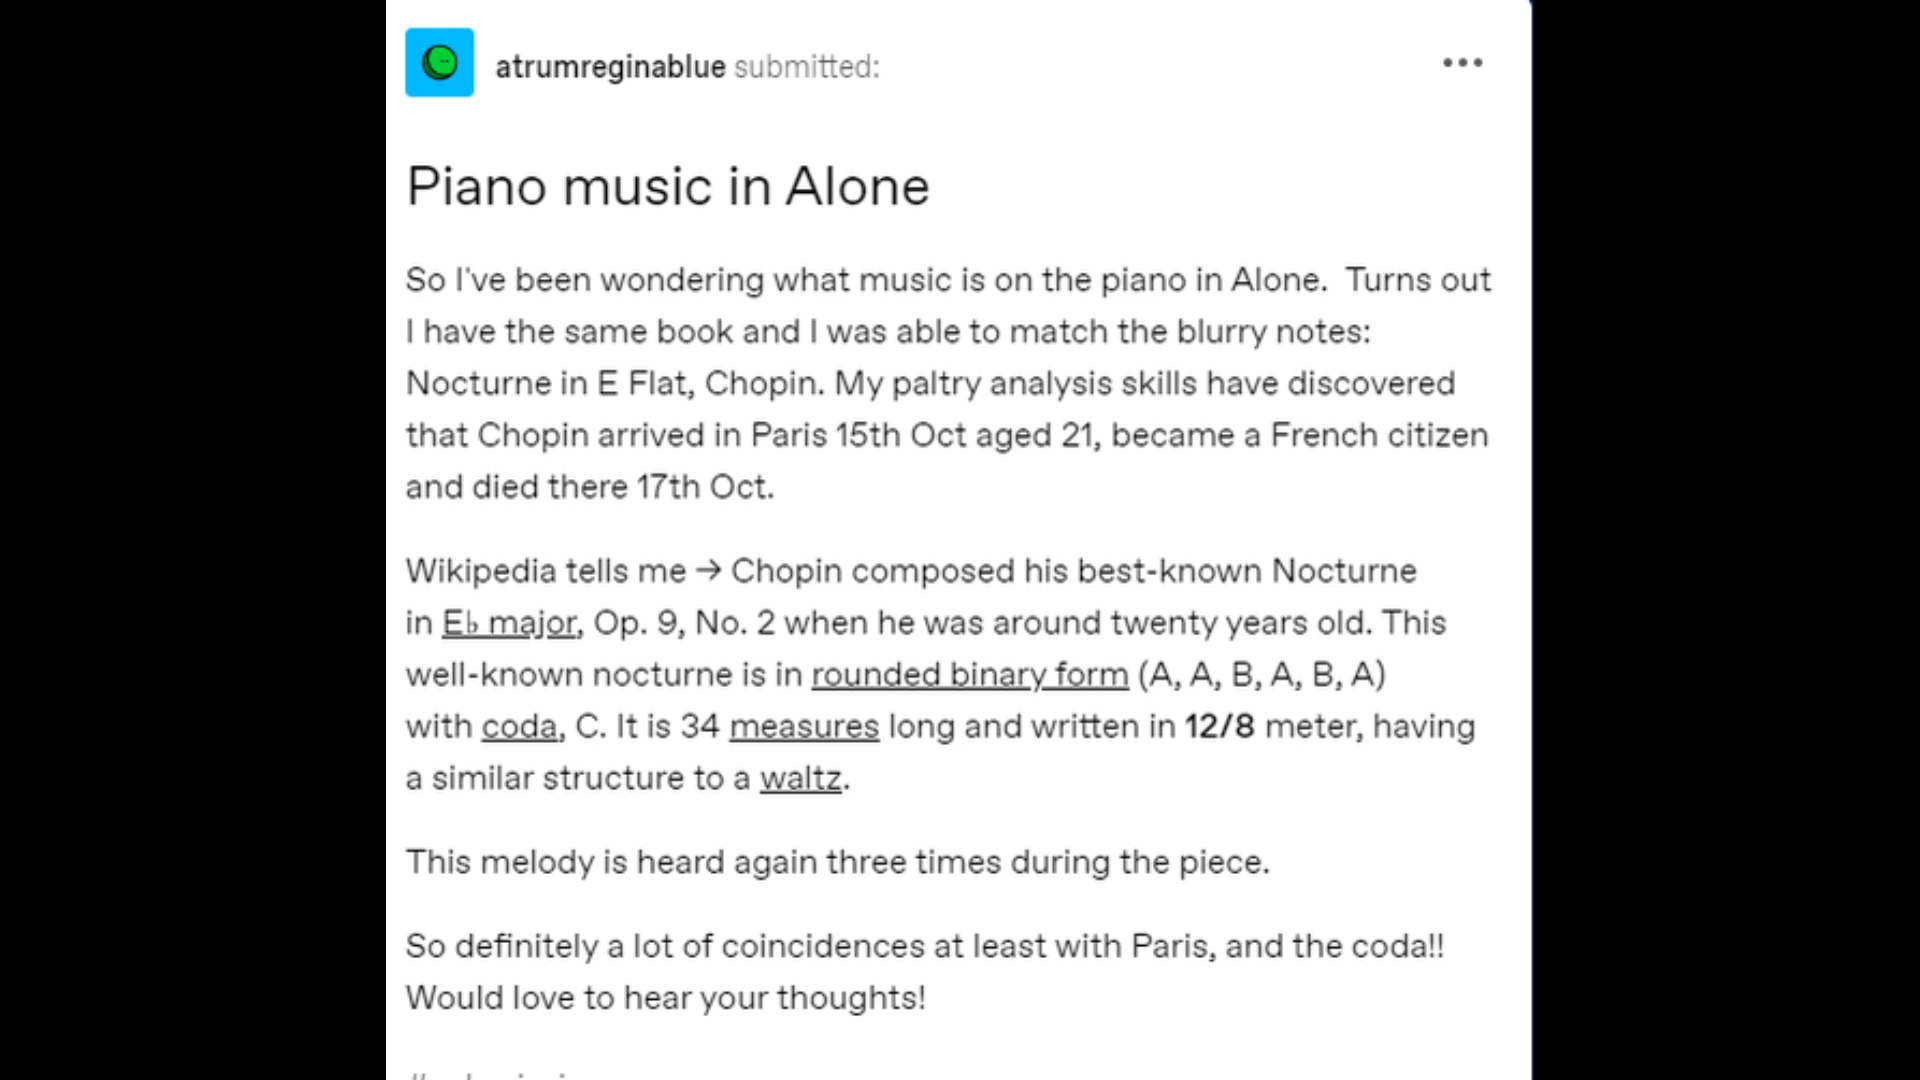 atrumreginablue submitted:
Piano music in Alone
So I've been wondering what music is on the piano in Alone.  Turns out
I have the same book and I was able to match the blurry notes:
Nocturne in E Flat, Chopin. My paltry analysis skills have discovered
that Chopin arrived in Paris 15th Oct aged 21, became a French citizen
and died there 17th Oct.
Wikipedia tells me → Chopin composed his best-known Nocturne
in E♭ major, Op. 9, No. 2 when he was around twenty years old. This
well-known nocturne is in rounded binary form (A, A, B, A, B, A)
with coda, C. It is 34 measures long and written in 12/8 meter, having
a similar structure to a waltz.
This melody is heard again three times during the piece.
So definitely a lot of coincidences at least with Paris, and the coda!!
Would love to hear your thoughts!